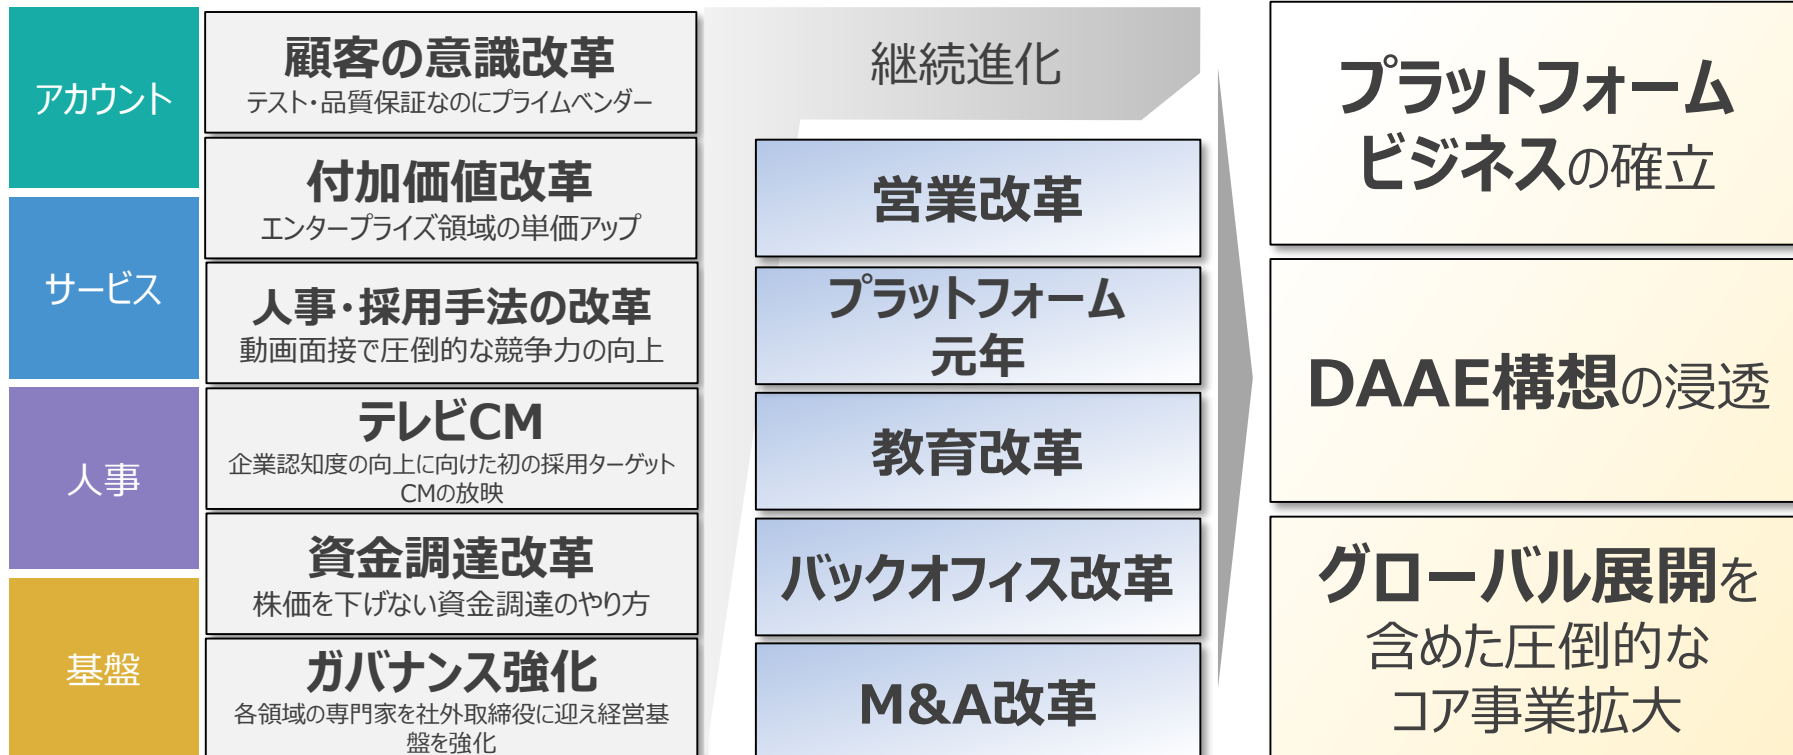 アカウント
サービス
人事
基盤
顧客の意識改革
テスト・品質保証なのにプライムベンダー
付加価値改革
エンタープライズ領域の単価アップ
人事・採用手法の改革
動画面接で圧倒的な競争力の向上
テレビCM
企業認知度の向上に向けた初の採用ターゲット
CMの放映
資金調達改革
株価を下げない資金調達のやり方
ガバナンス強化
各領域の専門家を社外取締役に迎え経営基
盤を強化
継続進化
営業改革
プラットフォーム
元年
教育改革
バックオフィス改革
M&A改革
プラットフォーム
ビジネスの確立
DAAE構想の浸透
グローバル展開を
含めた圧倒的な
コア事業拡大